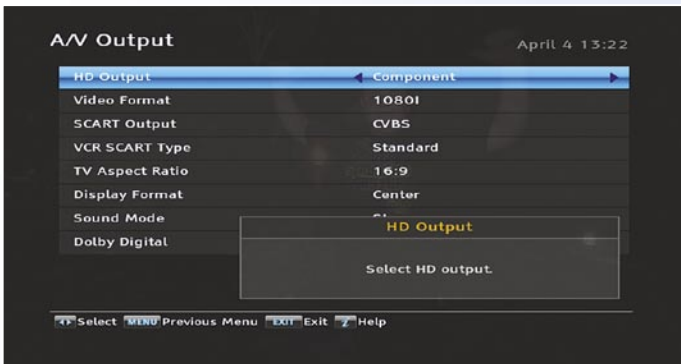 A/V Output
April 4 13:22
HD Output Component
Video Format 1080I
SCART Output CVBS
VCR SCART Type Standard
TV Aspect Ratio 16:9
Display Format Center
Sound Mode
Dolby Digital
HD Output
Select HD output.
Select MENU Previous Menu EXIT Exit i Help